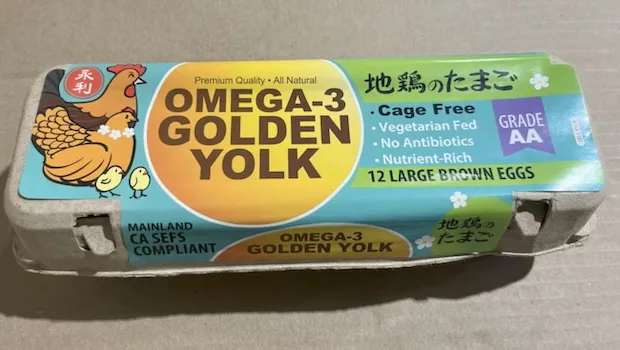 永利
Premium Quality • All Natural
OMEGA-3
GOLDEN
YOLK
地鶏のたまご
• Cage Free
• Vegetarian Fed
• No Antibiotics
• Nutrient-Rich
GRADE
AA
12 LARGE BROWN EGGS
MAINLAND
CA SEFS
COMPLIANT
OMEGA-3
GOLDEN YOLK
地鶏
のたまご